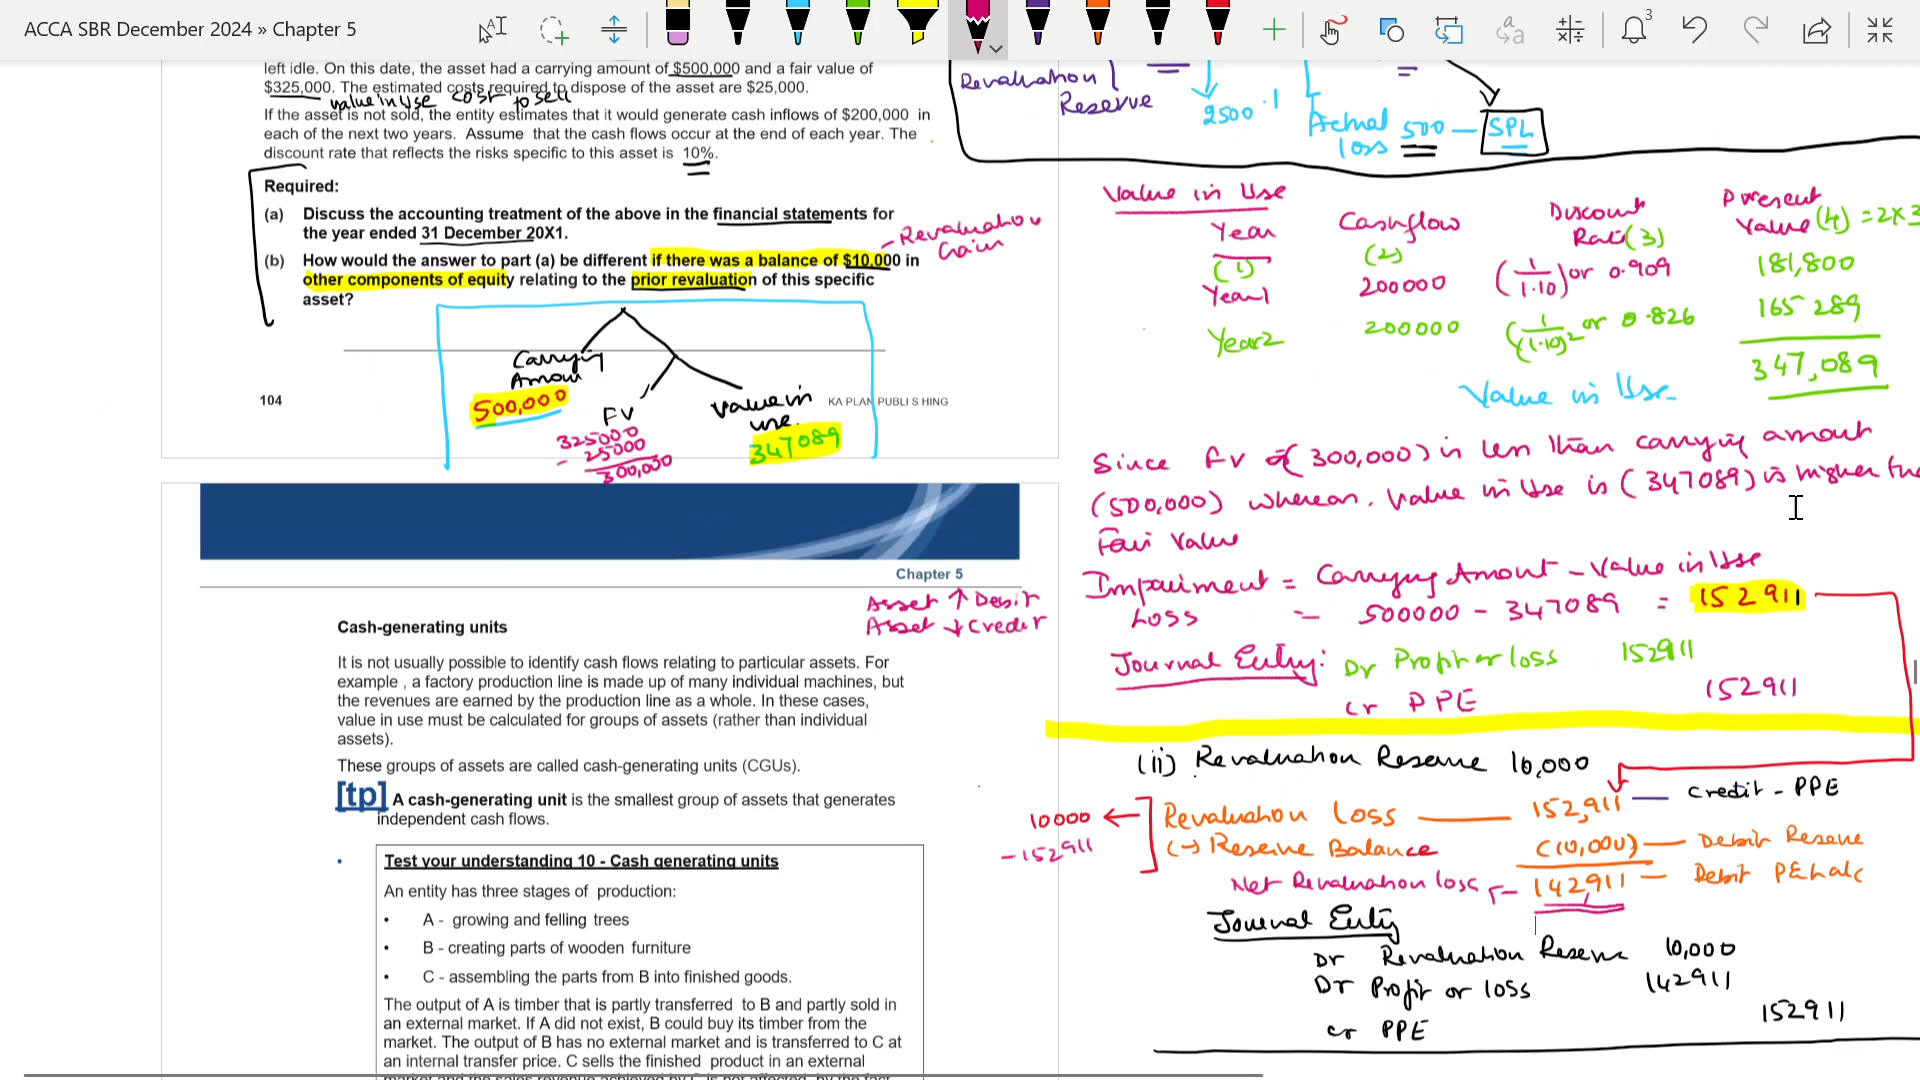 ACCA SBR December 2024 » Chapter 5
3
left idle. On this date, the asset had a carrying amount of $500,000 and a fair value of
$325,000. The estimated costs required to dispose of the asset are $25,000.
value in use cost to sell
If the asset is not sold, the entity estimates that it would generate cash inflows of $200,000 in
each of the next two years. Assume that the cash flows occur at the end of each year. The
discount rate that reflects the risks specific to this asset is 10%.
Required:
(a) Discuss the accounting treatment of the above in the financial statements for
the year ended 31 December 20X1.
(b) How would the answer to part (a) be different if there was a balance of $10,000 in
other components of equity relating to the prior revaluation of this specific
asset?
- Revaluation
Gain
Carrying
Amoun
500,000
FV
325000
- 25000
300,000
Value in
use
347089
104
KA PLAN PUBLI S HING
Chapter 5
Asset ↑ Debit
Asset ↓ Credit
Cash-generating units
It is not usually possible to identify cash flows relating to particular assets. For
example , a factory production line is made up of many individual machines, but
the revenues are earned by the production line as a whole. In these cases,
value in use must be calculated for groups of assets (rather than individual
assets).
These groups of assets are called cash-generating units (CGUs).
[tp] A cash-generating unit is the smallest group of assets that generates
independent cash flows.
• Test your understanding 10 - Cash generating units
An entity has three stages of production:
• A - growing and felling trees
• B - creating parts of wooden furniture
• C - assembling the parts from B into finished goods.
The output of A is timber that is partly transferred to B and partly sold in
an external market. If A did not exist, B could buy its timber from the
market. The output of B has no external market and is transferred to C at
an internal transfer price. C sells the finished product in an external
Revaluation
Reserve
2500
Actual 500 — SPL
loss
Value in Use
Year Cashflow Discount Rate (3) Present Value (4) = 2x3
(1) (2)
Year1 200000 (1/1.10) or 0.909 181,800
Year2 200000 (1/(1.10)2 or 0.826 165289
347,089
Value in Use
Since FV of (300,000) is less than carrying amount
(500,000) whereas. Value in Use is (347089) is higher
Fair Value
Impairment = Carrying Amount - Value in Use
Loss = 500000 - 347089 = 152911
Journal Entry: Dr Profit or loss 152911
Cr PPE 152911
(ii) Revaluation Reserve 10,000
10000 ← Revaluation Loss — 152,911 — Credit - PPE
-152911 (-) Reserve Balance (10,000) — Debit Reserve
Net Revaluation loss — 142911 — Debit
Journal Entry
Dr Revaluation Reserve 10,000
Dr Profit or loss 142911
cr PPE 152911